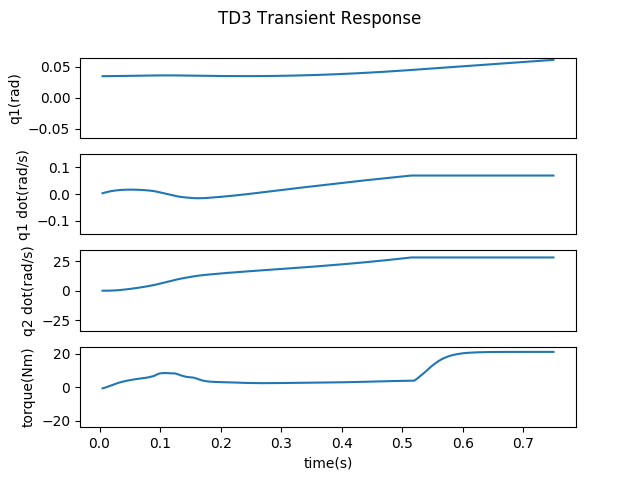 TD3 Transient Response
q1(rad)
0.05
0.00
−0.05
q1 dot(rad/s)
0.1
0.0
−0.1
q2 dot(rad/s)
25
0
−25
torque(Nm)
20
0
−20
0.0 0.1 0.2 0.3 0.4 0.5 0.6 0.7
time(s)